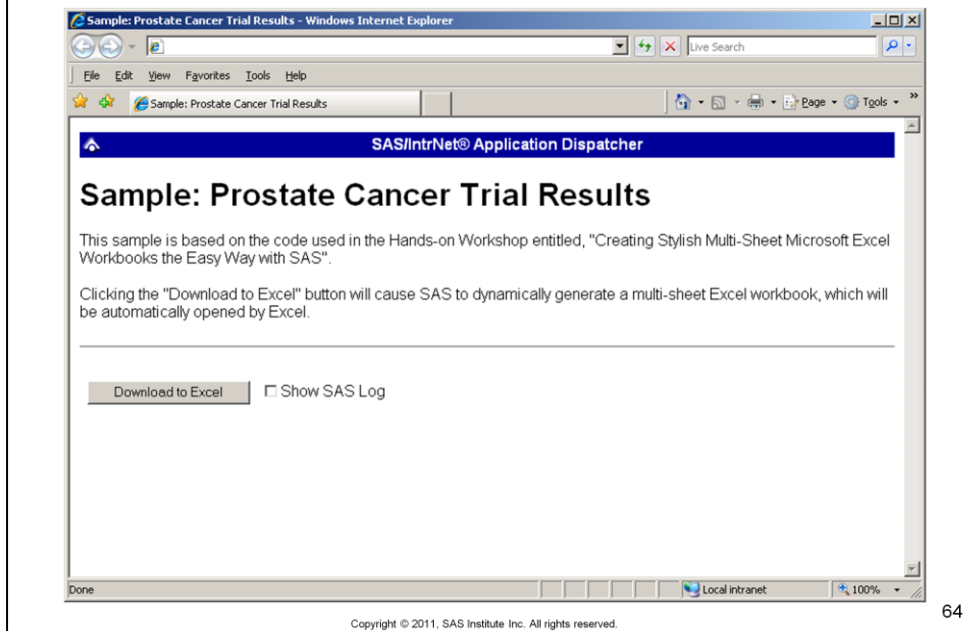 Sample: Prostate Cancer Trial Results - Windows Internet Explorer
Live Search
File Edit View Favorites Tools Help
Sample: Prostate Cancer Trial Results
Page Tools »
SAS/IntrNet® Application Dispatcher
Sample: Prostate Cancer Trial Results
This sample is based on the code used in the Hands-on Workshop entitled, "Creating Stylish Multi-Sheet Microsoft Excel
Workbooks the Easy Way with SAS".
Clicking the "Download to Excel" button will cause SAS to dynamically generate a multi-sheet Excel workbook, which will
be automatically opened by Excel.
Download to Excel Show SAS Log
Done Local intranet 100%
64
Copyright © 2011, SAS Institute Inc. All rights reserved.